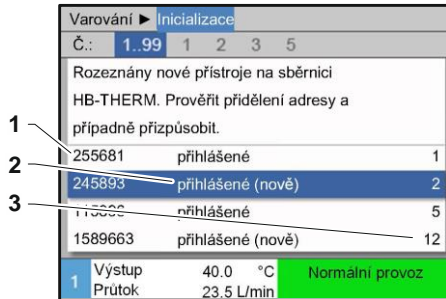 Varování ► Inicializace
Č.: 1..99 1 2 3 5
Rozeznány nové přístroje na sběrnici
HB-THERM. Prověřit přidělení adresy a
případně přizpůsobit.
1
255681 přihlášené 1
2
245893 přihlášené (nově) 2
3
přihlášené 5
1589663 přihlášené (nově) 12
1 Výstup 40.0 °C Normální provoz
Průtok 23.5 L/min